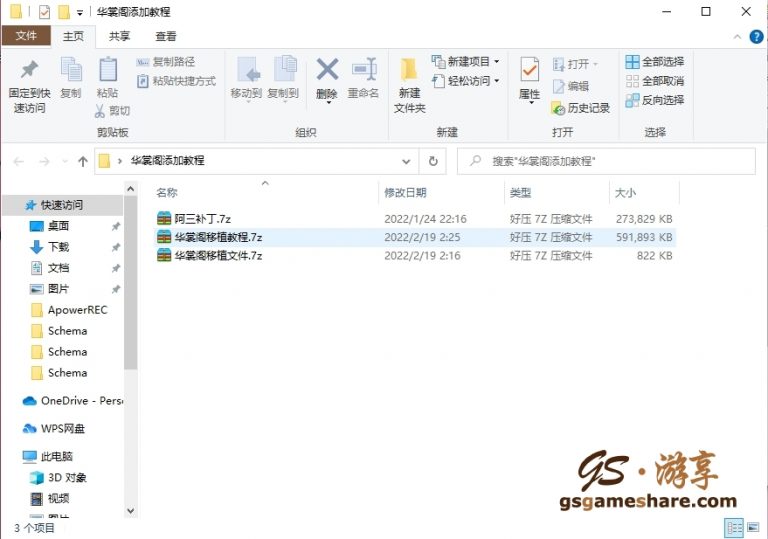 华裳阁添加教程
文件 主页 共享 查看
固定到快速访问
复制
粘贴
复制路径
粘贴快捷方式
剪切
剪贴板
移动到 复制到 删除 重命名
组织
新建文件夹
新建项目
轻松访问
新建
属性
打开
编辑
历史记录
打开
全部选择
全部取消
反向选择
选择
华裳阁添加教程
搜索"华裳阁添加教程"
名称 修改日期 类型 大小
阿三补丁.7z 2022/1/24 22:16 好压 7Z 压缩文件 273,829 KB
华裳阁移植教程.7z 2022/2/19 2:25 好压 7Z 压缩文件 591,893 KB
华裳阁移植文件.7z 2022/2/19 2:16 好压 7Z 压缩文件 822 KB
快速访问
桌面
下载
文档
图片
ApowerREC
Schema
Schema
Schema
OneDrive - Pers
WPS网盘
此电脑
3D 对象
视频
GS·游享
gsgameshare.com
3 个项目